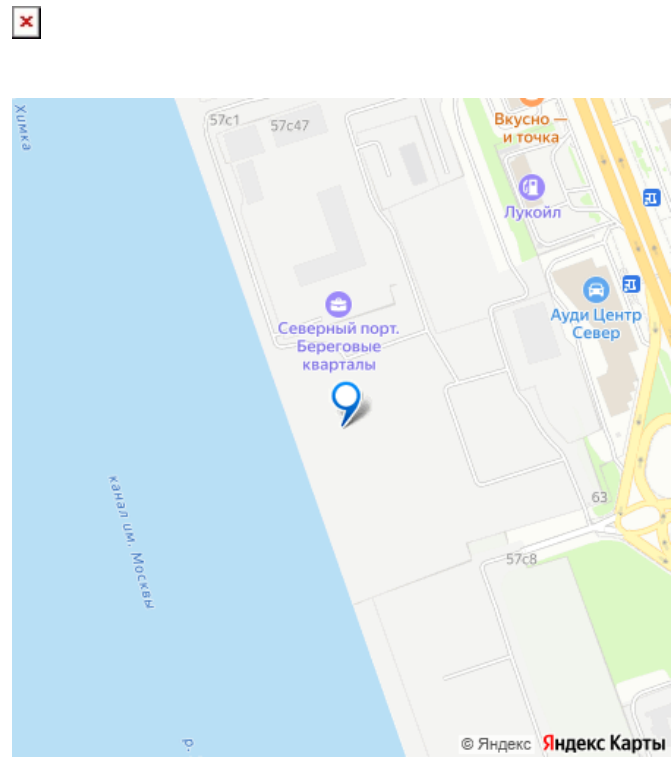 Химка
57с1
57с47
Вкусно —
и точка
Лукойл
Ауди Центр
Север
Северный порт.
Береговые
кварталы
канал им. Москвы
63
57с8
р.
© Яндекс Яндекс Карты